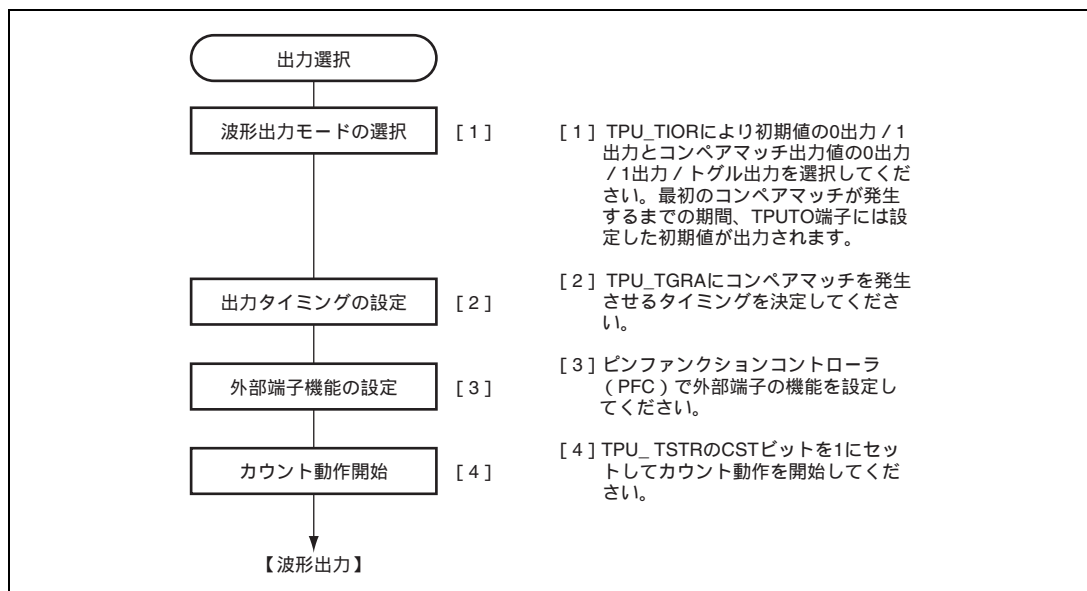 出力選択
波形出力モードの選択 [1]
[1] TPU_TIORにより初期値の0出力/1
出力とコンペアマッチ出力値の0出力
/1出力/トグル出力を選択してくだ
さい。最初のコンペアマッチが発生
するまでの期間、TPUTO端子には設
定した初期値が出力されます。
出力タイミングの設定 [2]
[2] TPU_TGRAにコンペアマッチを発生
させるタイミングを決定してくださ
い。
外部端子機能の設定 [3]
[3]ピンファンクションコントローラ
(PFC)で外部端子の機能を設定し
てください。
カウント動作開始 [4]
[4]TPU_ TSTRのCSTビットを1にセッ
トしてカウント動作を開始してくだ
さい。
【波形出力】